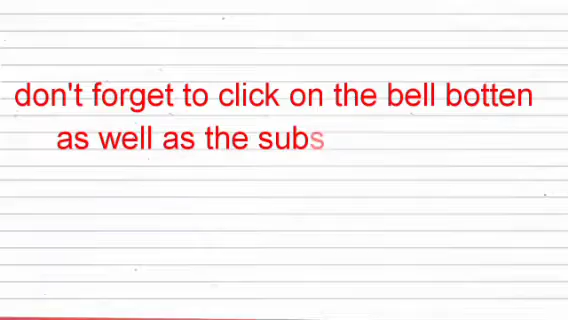 don't forget to click on the bell botten
as well as the subs